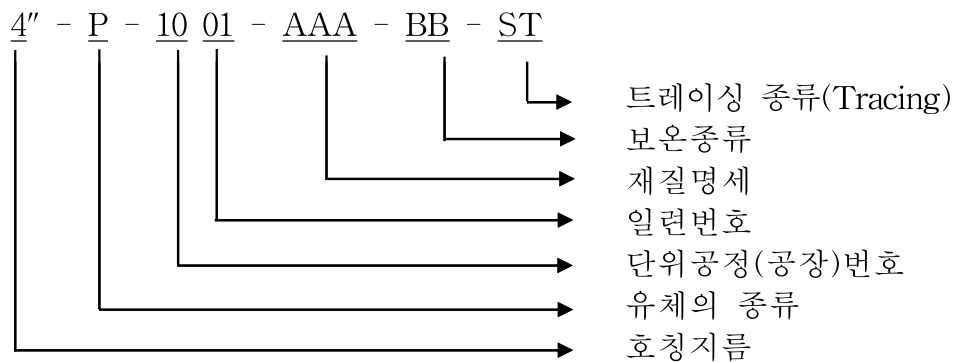 4″ - P - 10 01 - AAA - BB - ST
트레이싱 종류(Tracing)
보온종류
재질명세
일련번호
단위공정(공장)번호
유체의 종류
호칭지름